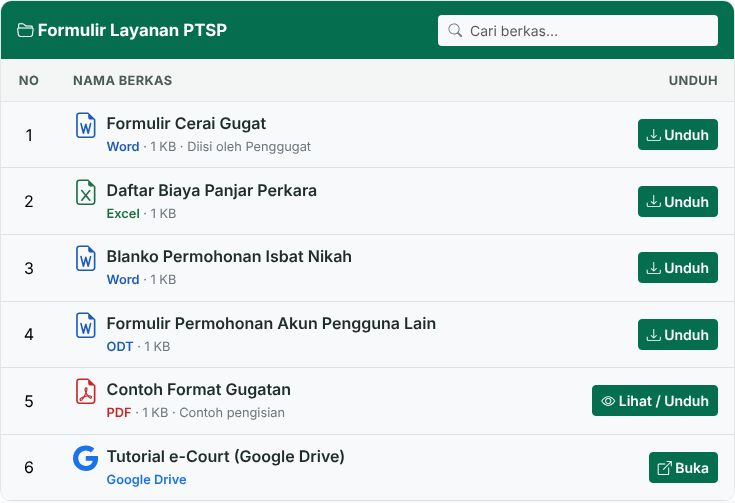 Formulir Layanan PTSP
Cari berkas...
NO NAMA BERKAS UNDUH
1 Formulir Cerai Gugat
Word · 1 KB · Diisi oleh Penggugat
Unduh
2 Daftar Biaya Panjar Perkara
Excel · 1 KB
Unduh
3 Blanko Permohonan Isbat Nikah
Word · 1 KB
Unduh
4 Formulir Permohonan Akun Pengguna Lain
ODT · 1 KB
Unduh
5 Contoh Format Gugatan
PDF · 1 KB · Contoh pengisian
Lihat / Unduh
6 Tutorial e-Court (Google Drive)
Google Drive
Buka